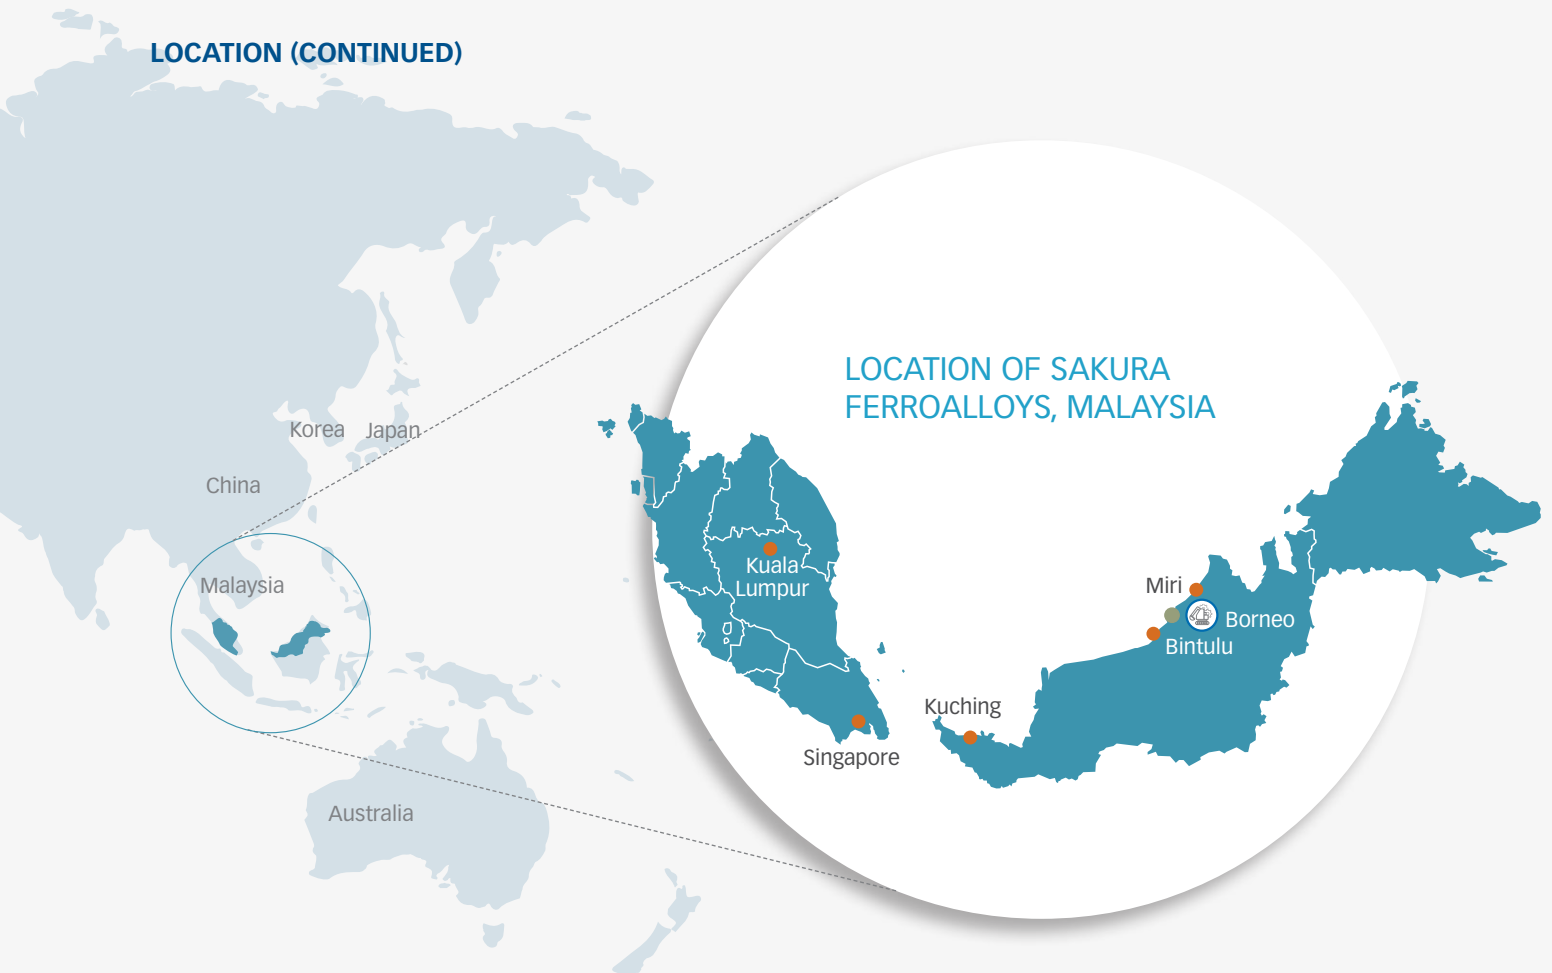 LOCATION (CONTINUED)
LOCATION OF SAKURA
FERROALLOYS, MALAYSIA
Korea
Japan
China
Malaysia
Australia
Kuala
Lumpur
Singapore
Kuching
Miri
Borneo
Bintulu